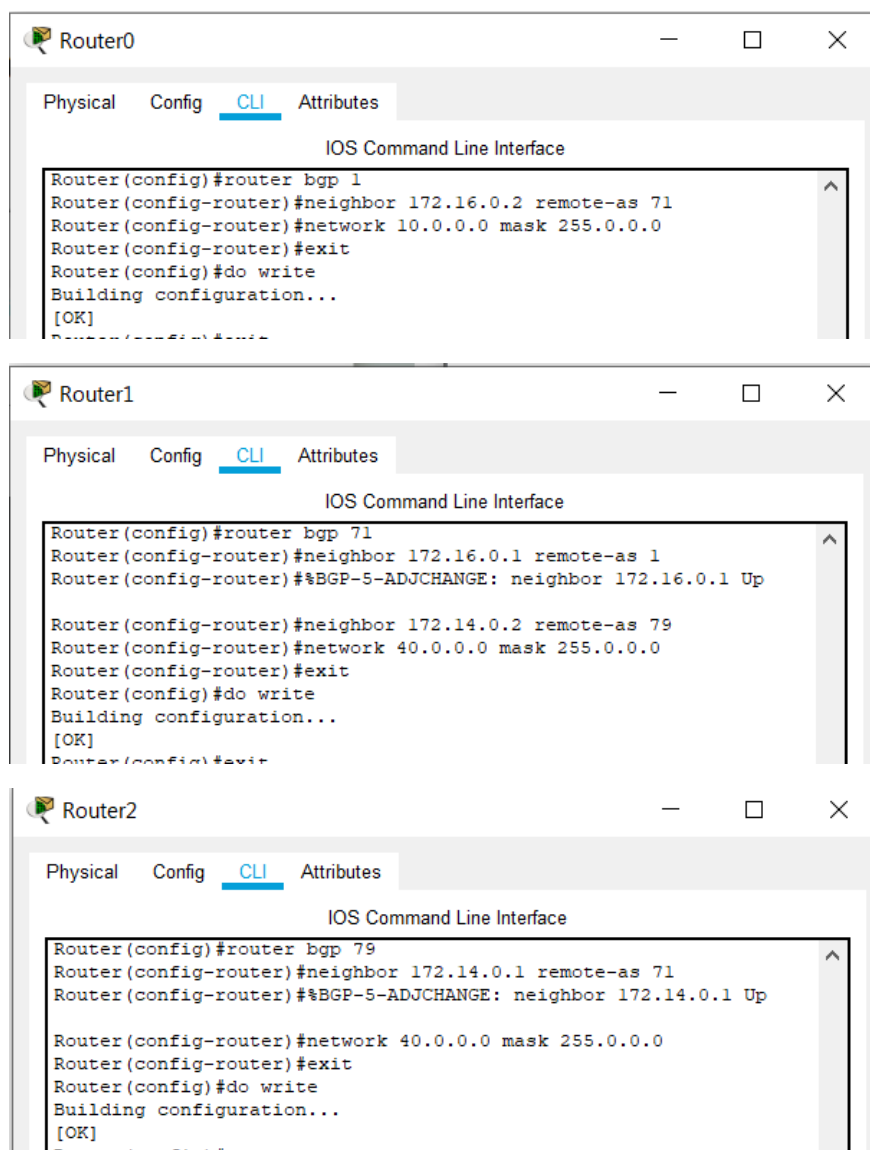 Router0
Physical Config CLI Attributes
IOS Command Line Interface
Router(config)#router bgp 1
Router(config-router)#neighbor 172.16.0.2 remote-as 71
Router(config-router)#network 10.0.0.0 mask 255.0.0.0
Router(config-router)#exit
Router(config)#do write
Building configuration...
[OK]
Router(config)#exit
Router1
Physical Config CLI Attributes
IOS Command Line Interface
Router(config)#router bgp 71
Router(config-router)#neighbor 172.16.0.1 remote-as 1
Router(config-router)#%BGP-5-ADJCHANGE: neighbor 172.16.0.1 Up
Router(config-router)#neighbor 172.14.0.2 remote-as 79
Router(config-router)#network 40.0.0.0 mask 255.0.0.0
Router(config-router)#exit
Router(config)#do write
Building configuration...
[OK]
Router(config)#exit
Router2
Physical Config CLI Attributes
IOS Command Line Interface
Router(config)#router bgp 79
Router(config-router)#neighbor 172.14.0.1 remote-as 71
Router(config-router)#%BGP-5-ADJCHANGE: neighbor 172.14.0.1 Up
Router(config-router)#network 40.0.0.0 mask 255.0.0.0
Router(config-router)#exit
Router(config)#do write
Building configuration...
[OK]